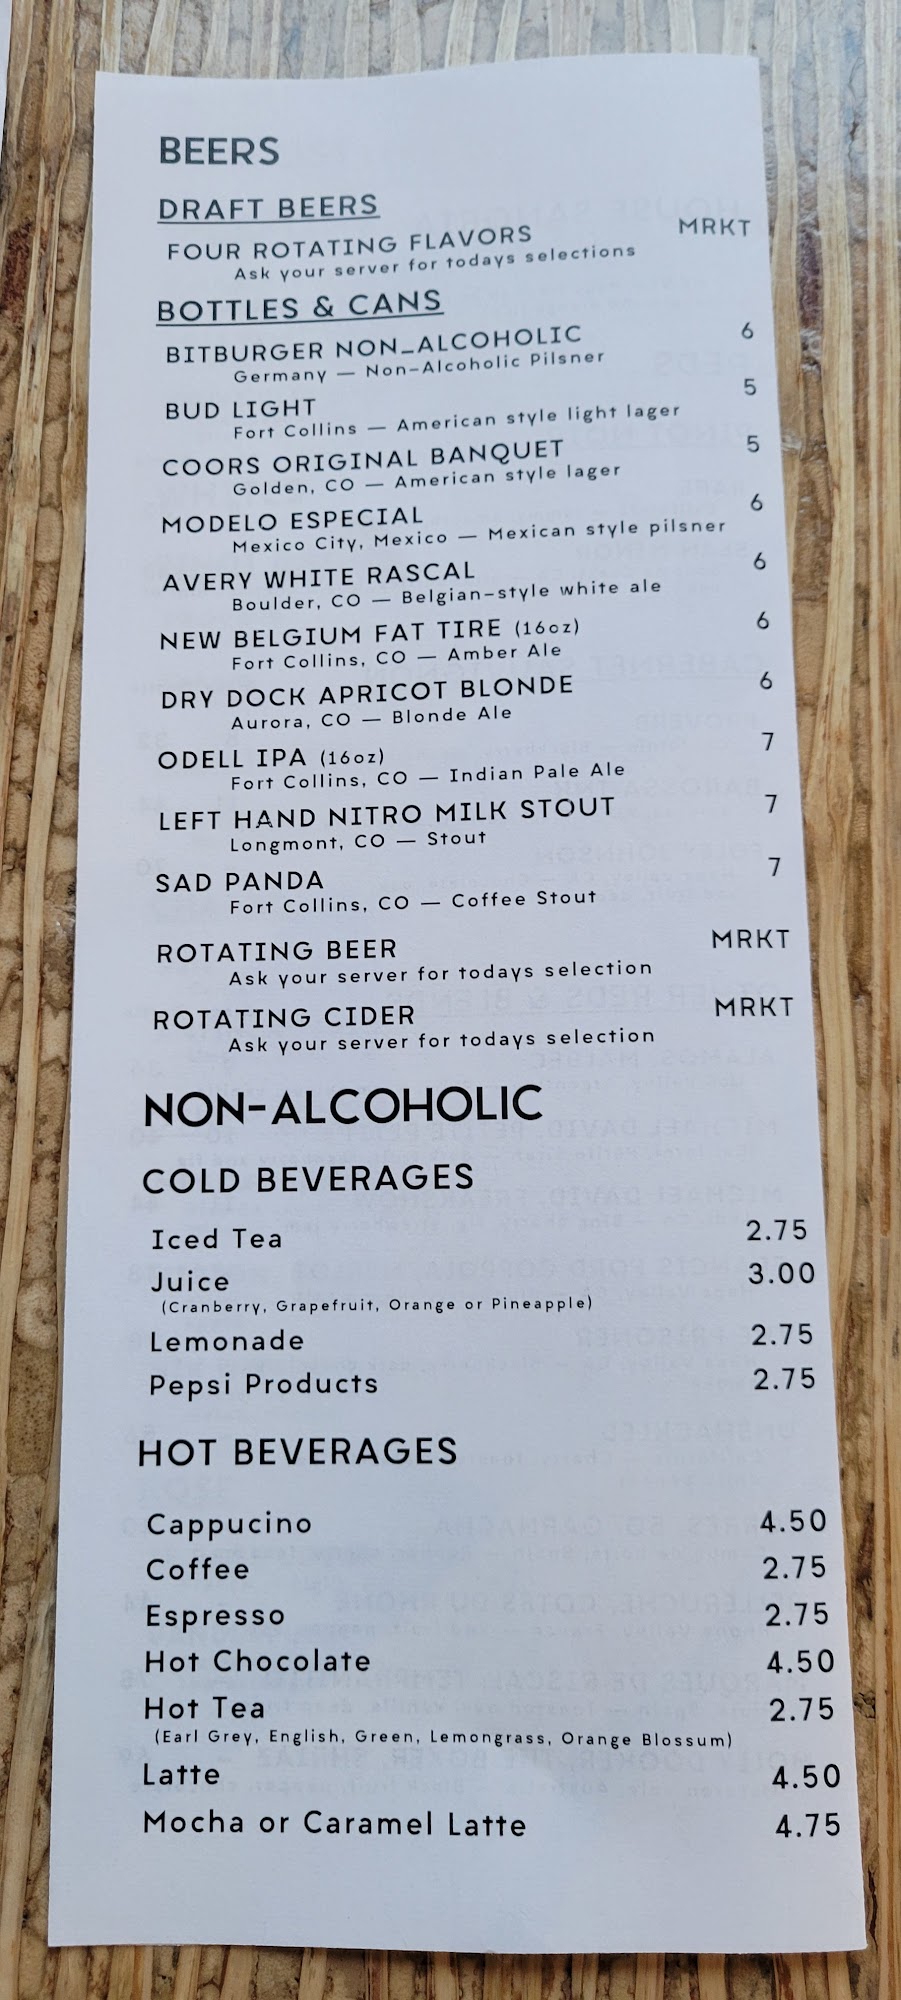 BEERS
DRAFT BEERS
FOUR ROTATING FLAVORS MRKT
Ask your server for todays selections
BOTTLES & CANS
BITBURGER NON-ALCOHOLIC 6
Germany — Non-Alcoholic Pilsner
BUD LIGHT 5
Fort Collins — American style light lager
COORS ORIGINAL BANQUET 5
Golden, CO — American style lager
MODELO ESPECIAL 6
Mexico City, Mexico — Mexican style pilsner
AVERY WHITE RASCAL 6
Boulder, CO — Belgian-style white ale
NEW BELGIUM FAT TIRE (16oz) 6
Fort Collins, CO — Amber Ale
DRY DOCK APRICOT BLONDE 6
Aurora, CO — Blonde Ale
ODELL IPA (16oz) 7
Fort Collins, CO — Indian Pale Ale
LEFT HAND NITRO MILK STOUT 7
Longmont, CO — Stout
SAD PANDA 7
Fort Collins, CO — Coffee Stout
ROTATING BEER MRKT
Ask your server for todays selection
ROTATING CIDER MRKT
Ask your server for todays selection
NON-ALCOHOLIC
COLD BEVERAGES
Iced Tea 2.75
Juice 3.00
(Cranberry, Grapefruit, Orange or Pineapple)
Lemonade 2.75
Pepsi Products 2.75
HOT BEVERAGES
Cappucino 4.50
Coffee 2.75
Espresso 2.75
Hot Chocolate 4.50
Hot Tea 2.75
(Earl Grey, English, Green, Lemongrass, Orange Blossum)
Latte 4.50
Mocha or Caramel Latte 4.75